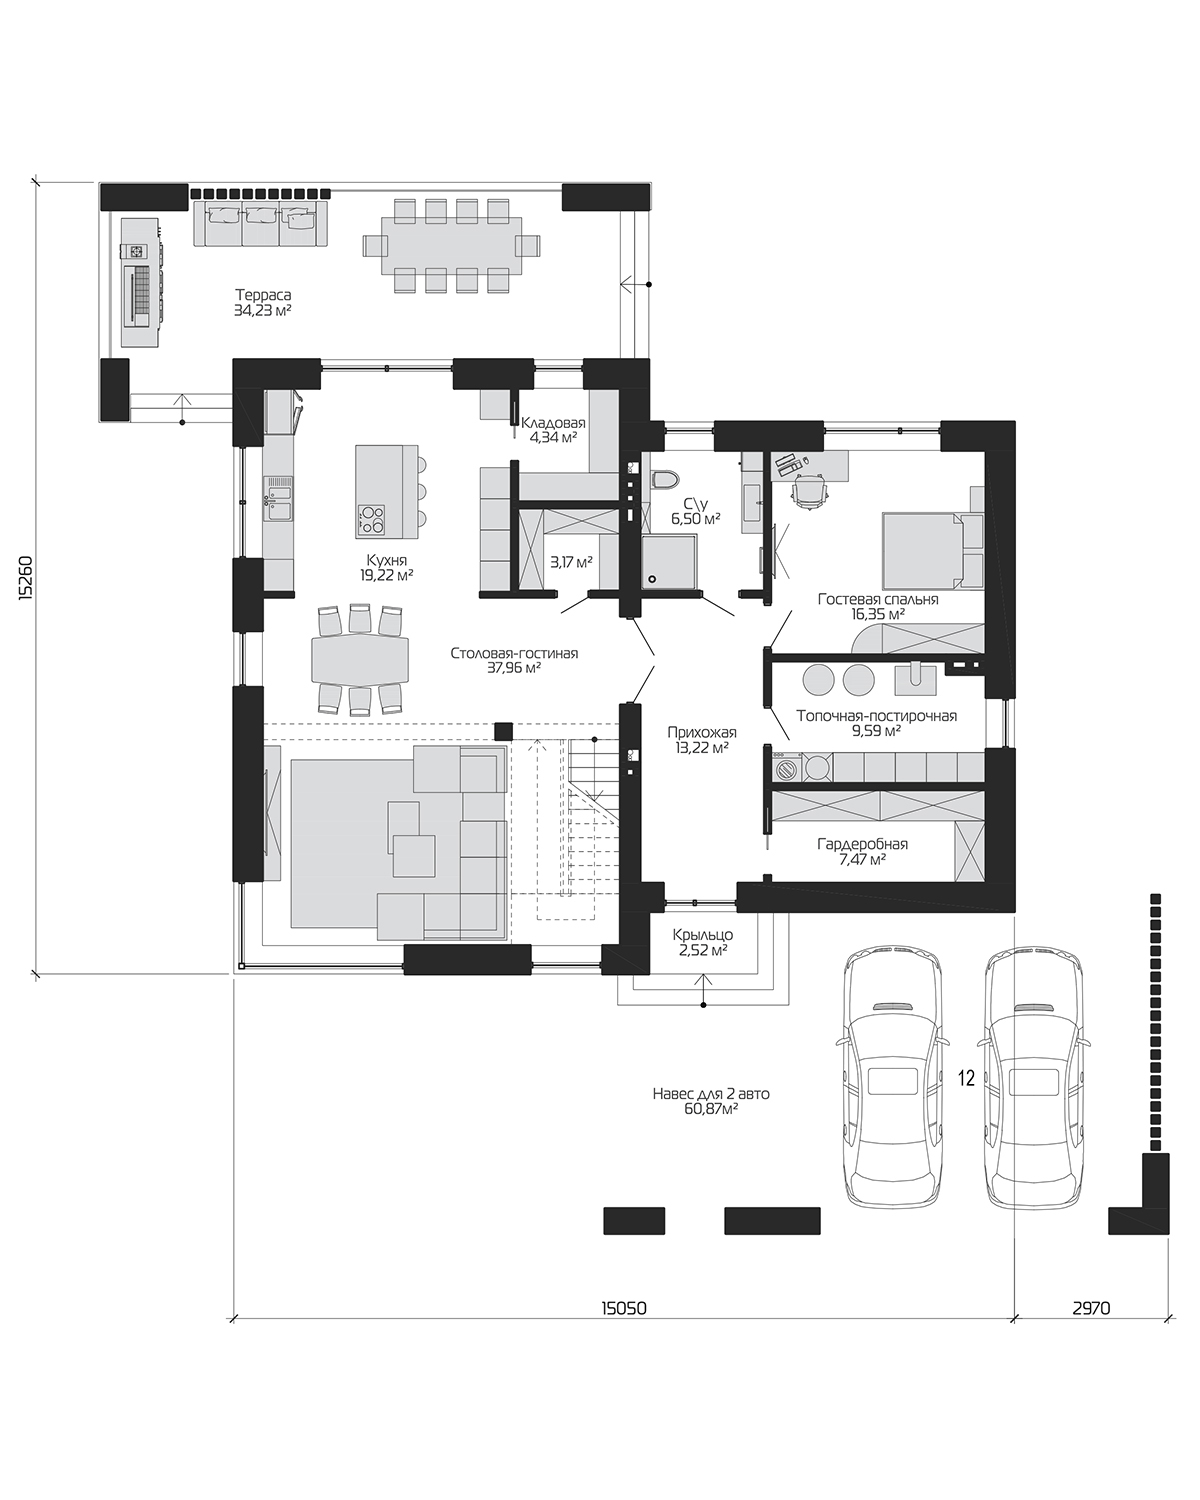 Терраса
34,23 м²
15260
Кладовая
4,34 м²
С\у
6,50 м²
Кухня
19,22 м²
3,17 м²
Гостевая спальня
16,35 м²
Столовая-гостиная
37,96 м²
Топочная-постирочная
9,59 м²
Прихожая
13,22 м²
Гардеробная
7,47 м²
Крыльцо
2,52 м²
12
Навес для 2 авто
60,87м²
15050
2970